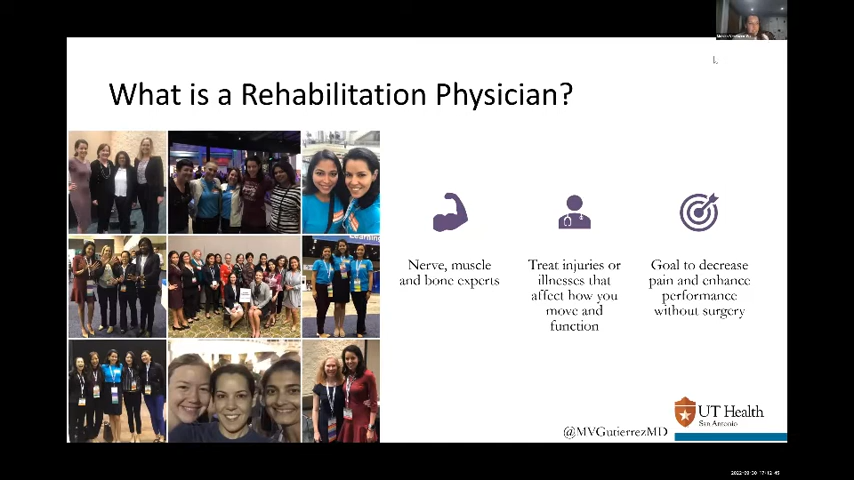 What is a Rehabilitation Physician?
Nerve, muscle
and bone experts
Treat injuries or
illnesses that
affect how you
move and
function
Goal to decrease
pain and enhance
performance
without surgery
@MVGutierrezMD
UT Health
San Antonio